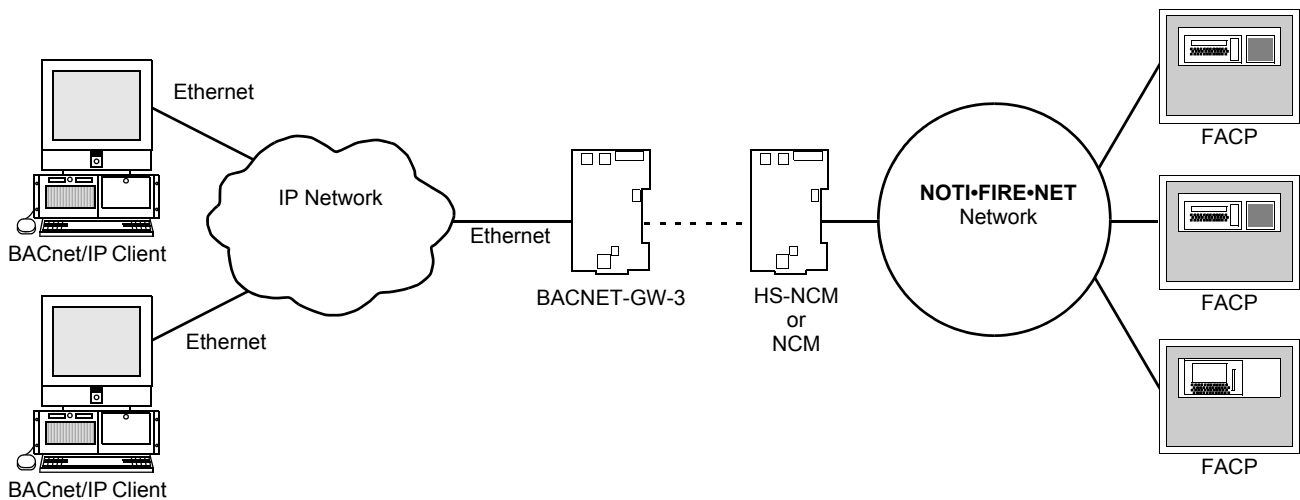 Ethernet
BACnet/IP Client
IP Network
Ethernet
BACNET-GW-3
HS-NCM
or
NCM
NOTI•FIRE•NET
Network
FACP
FACP
FACP
Ethernet
BACnet/IP Client